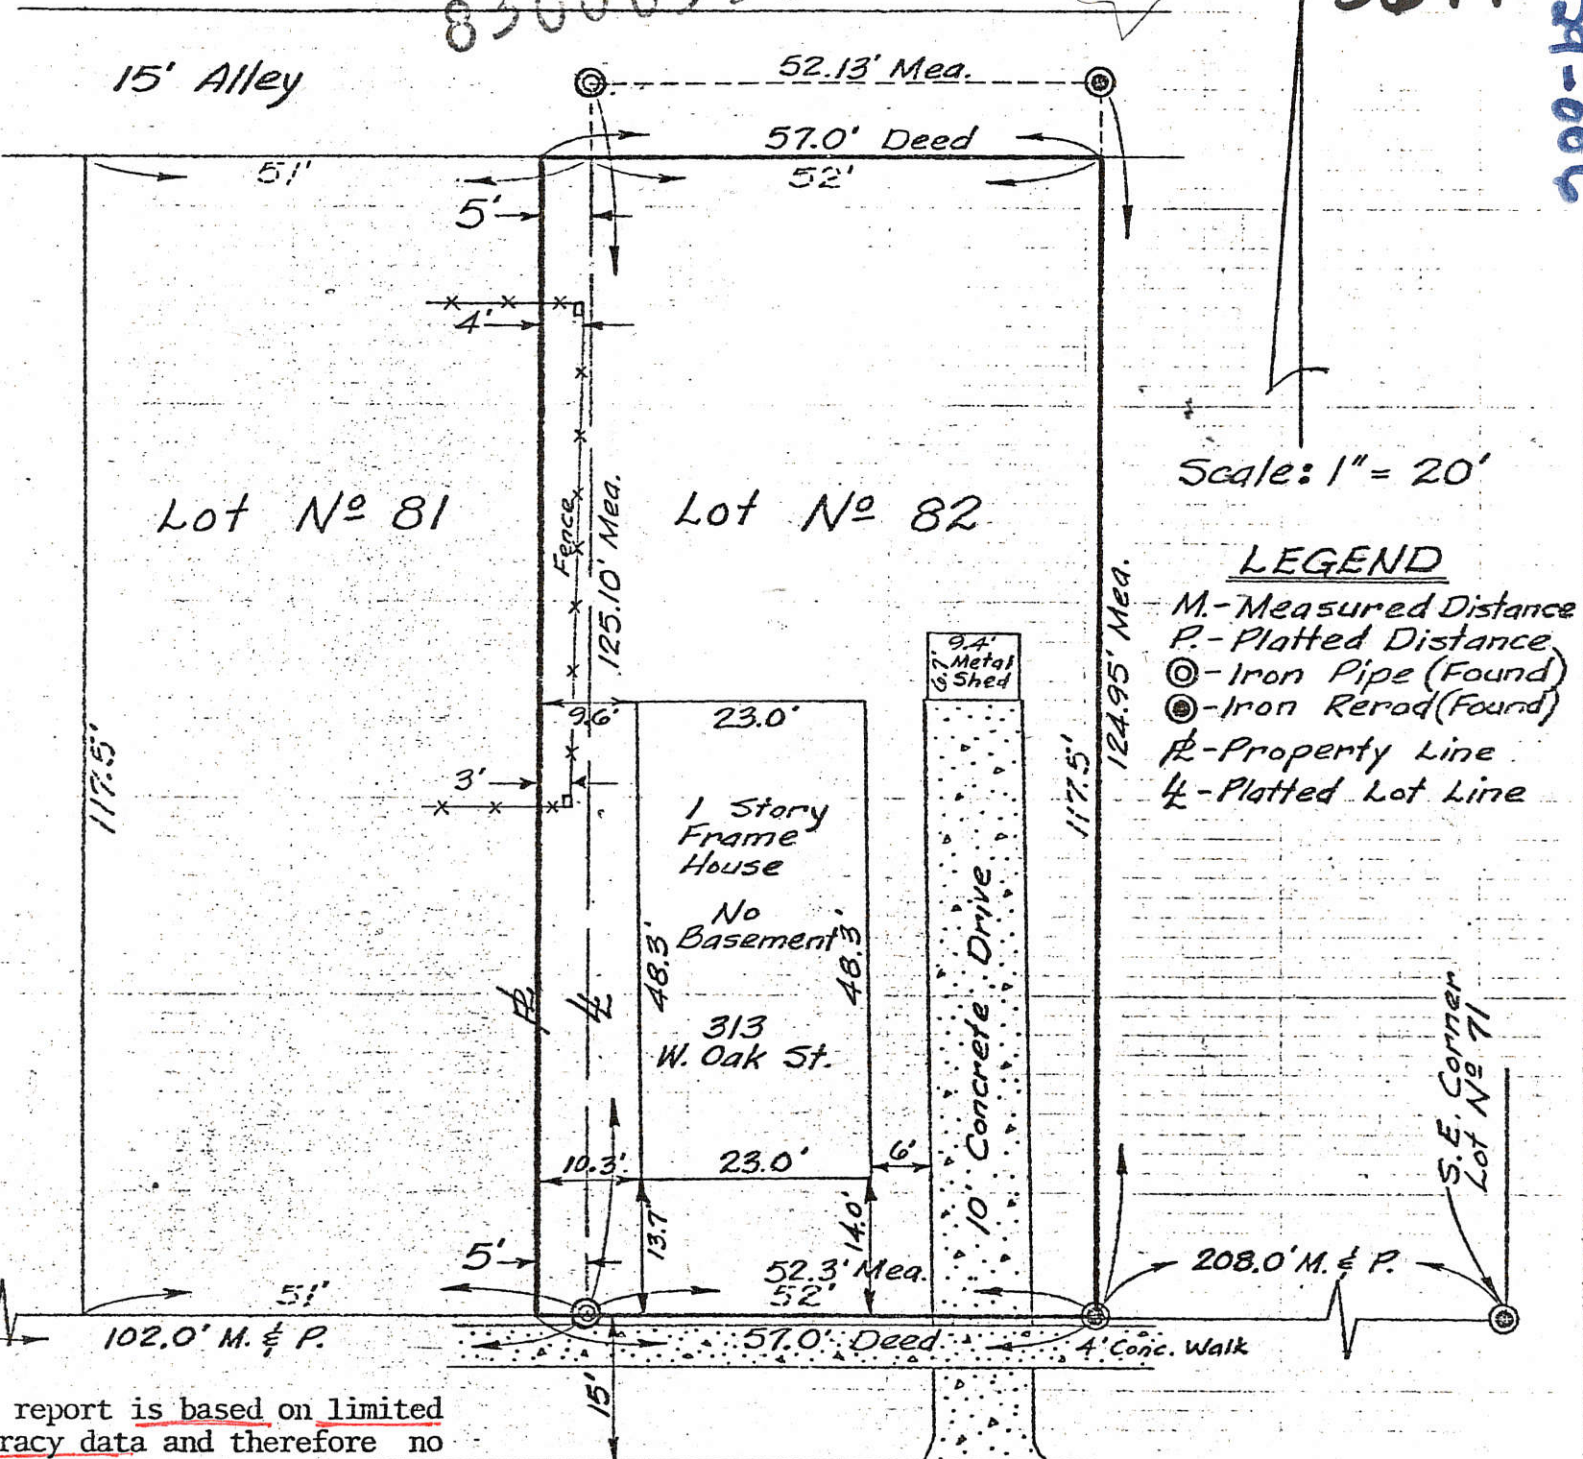 15' Alley
52.13' Mea.
57.0' Deed
51'
52'
5'
4'
Scale: 1" = 20'
Lot Nº 81
Fence
125.10' Mea.
Lot Nº 82
LEGEND
M. - Measured Distance
P. - Platted Distance
- Iron Pipe (Found)
- Iron Rerod (Found)
PL - Property Line
LL - Platted Lot Line
124.95' Mea.
9.4'
6.7'
Metal
Shed
9.6'
23.0'
117.5'
3'
117.5'
1 Story
Frame
House
No
Basement
48.3'
48.3'
10' Concrete Drive
PL
LL
313
W. Oak St.
S.E. Corner
Lot Nº 71
10.3'
23.0'
6'
13.7'
14.0'
5'
52.3' Mea.
51'
52'
208.0' M. & P.
102.0' M. & P.
57.0' Deed
4' Conc. Walk
15'
report is based on limited
racy data and therefore no